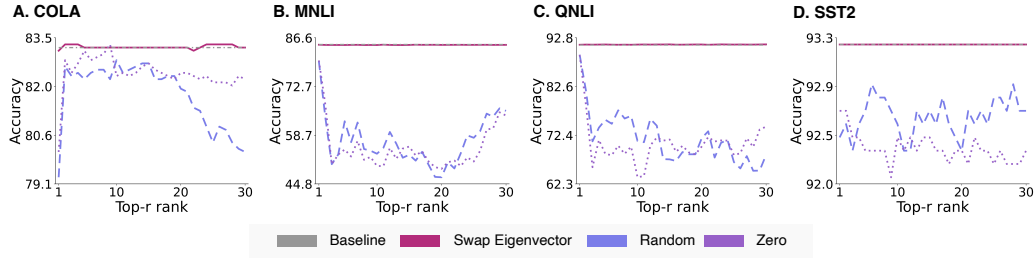 A. COLA
B. MNLI
C. QNLI
D. SST2
83.5
82.0
80.6
79.1
Accuracy
1
10
20
30
Top-r rank
86.6
72.7
58.7
44.8
Accuracy
1
10
20
30
Top-r rank
92.8
82.6
72.4
62.3
Accuracy
1
10
20
30
Top-r rank
93.3
92.9
92.5
92.0
Accuracy
1
10
20
30
Top-r rank
Baseline
Swap Eigenvector
Random
Zero